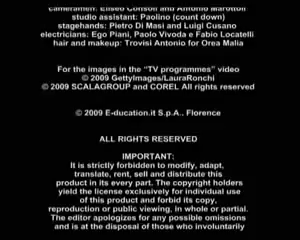 cameramen: Eliseo Consoli and Antonio Marotton
studio assistant: Paolino (count down)
stagehands: Pietro Di Masi and Luigi Cusano
electricians: Ego Piani, Paolo Vivoda e Fabio Locatelli
hair and makeup: Trovisi Antonio for Orea Malia
For the images in the “TV programmes” video
© 2009 GettyImages/LauraRonchi
© 2009 SCALAGROUP and COREL All rights reserved
© 2009 E-ducation.it S.p.A., Florence
ALL RIGHTS RESERVED
IMPORTANT:
It is strictly forbidden to modify, adapt,
translate, rent, sell and distribute this
product in its every part. The copyright holders
yield the license exclusively for individual use
of this product and forbid its copy,
reproduction or public viewing, in whole or partial.
The editor apologizes for any possible omissions
and is at the disposal of those who involuntarily